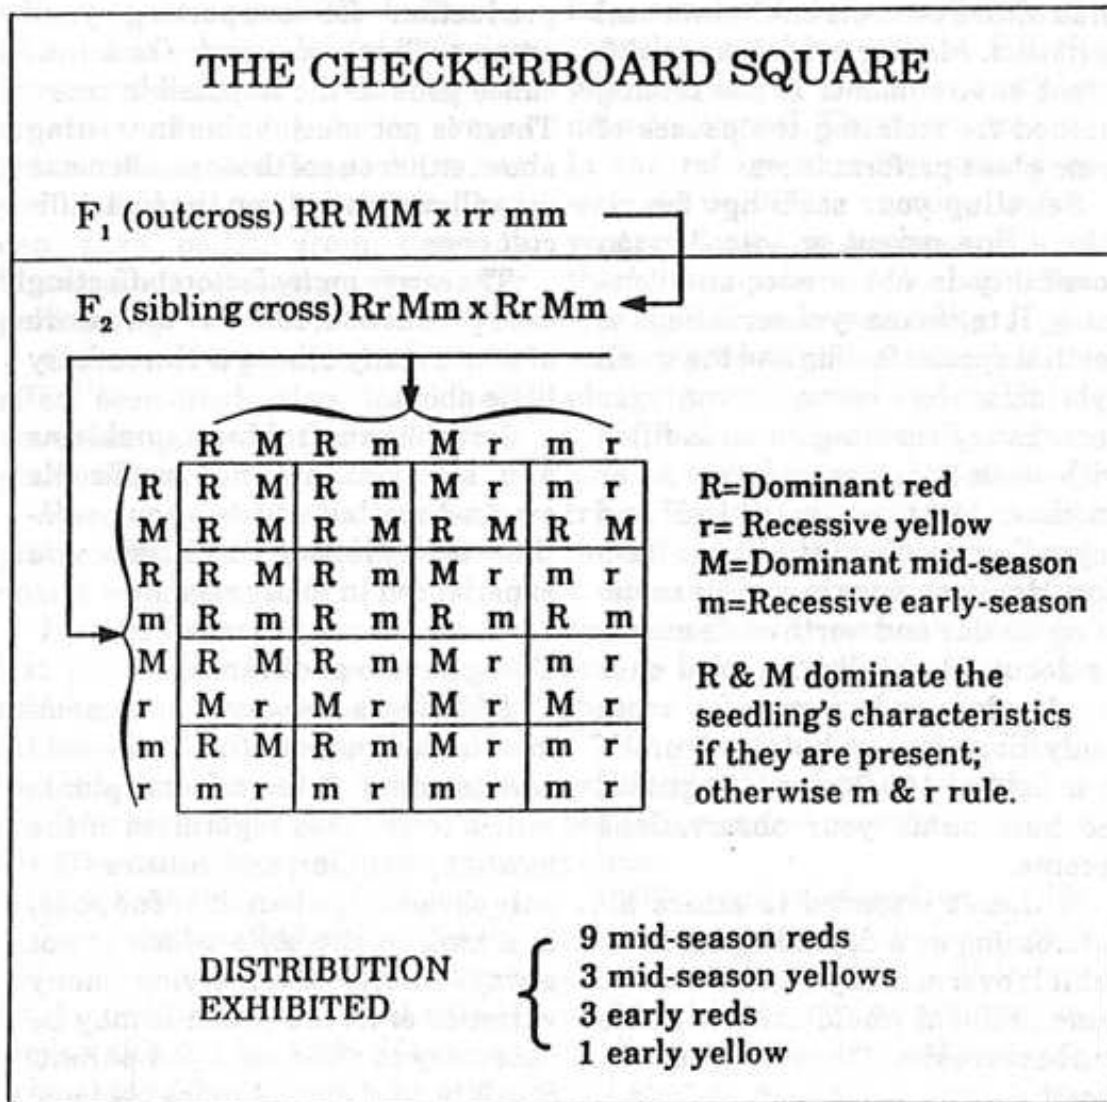 THE CHECKERBOARD SQUARE
F1 (outcross) RR MM x rr mm
F2 (sibling cross) Rr Mm x Rr Mm
R M R m M r m r
R R M R m M r m r
M R M R M R M R M
R R M R m M r m r
m R m R m R m R m
M R M R m M r m r
r M r M r M r M r
m R M R m M r m r
r m r m r m r m r
R=Dominant red
r= Recessive yellow
M=Dominant mid-season
m=Recessive early-season
R & M dominate the
seedling's characteristics
if they are present;
otherwise m & r rule.
DISTRIBUTION
EXHIBITED
9 mid-season reds
3 mid-season yellows
3 early reds
1 early yellow